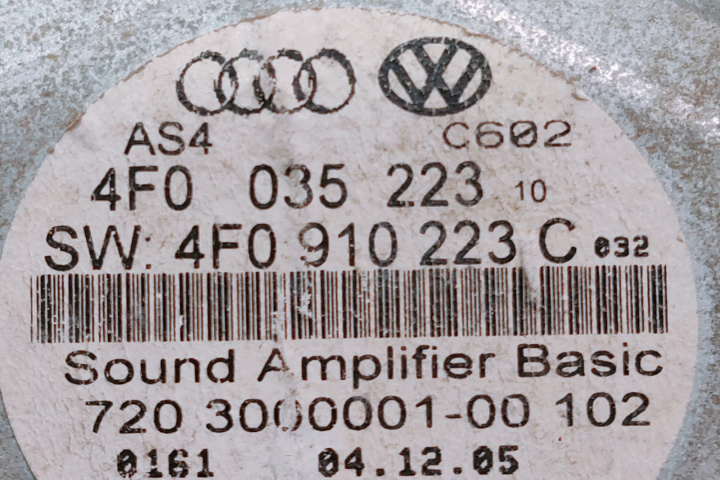 AS4 C602
4F0 035 223 10
SW: 4F0 910 223 C 032
Sound Amplifier Basic
720 3000001-00 102
0161 04.12.05